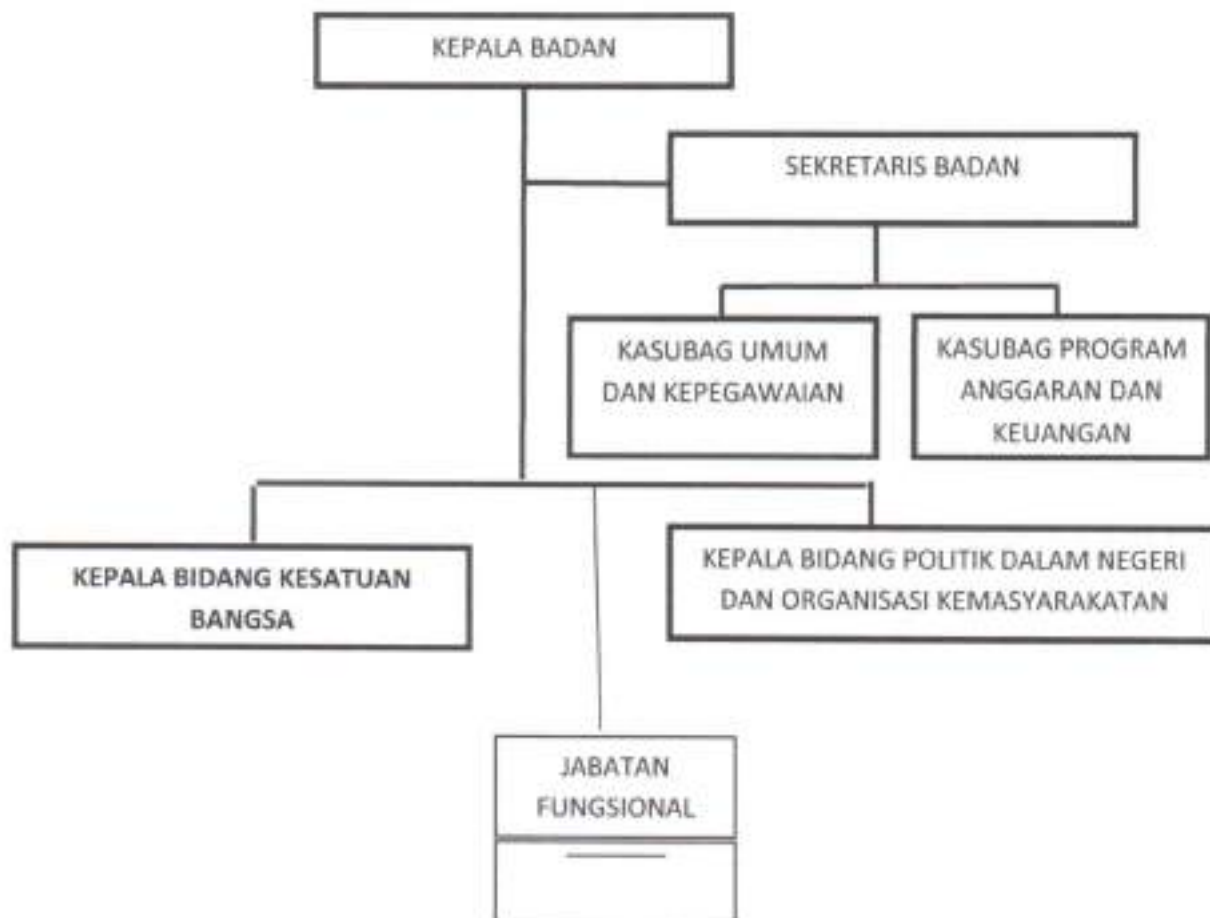 KEPALA BADAN
SEKRETARIS BADAN
KASUBAG UMUM
DAN KEPEGAWAIAN
KASUBAG PROGRAM
ANGGARAN DAN
KEUANGAN
KEPALA BIDANG KESATUAN
BANGSA
KEPALA BIDANG POLITIK DALAM NEGERI
DAN ORGANISASI KEMASYARAKATAN
JABATAN
FUNGSIONAL